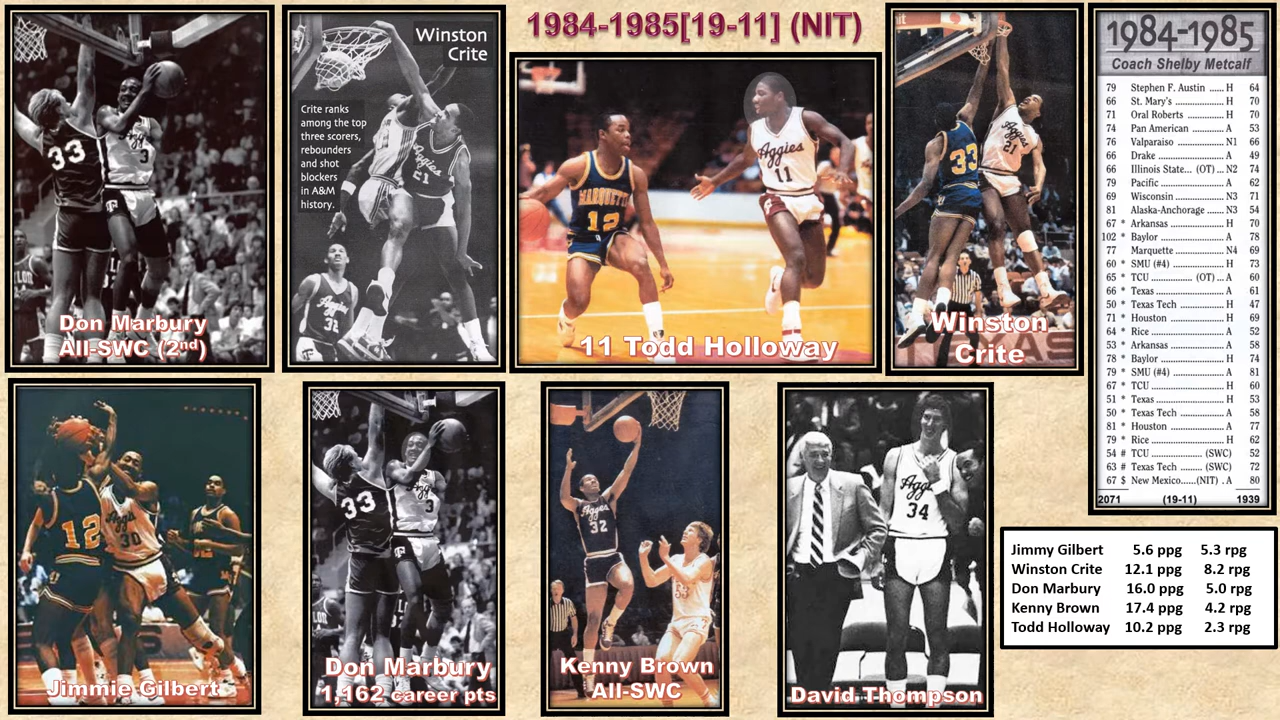 1984-1985[19-11] (NIT)
33
Aggies
3
Don Marbury
All-SWC (2nd)
Winston
Crite
Crite ranks
among the top
three scorers,
rebounders
and shot
blockers
in A&M
history.
Aggies
21
Aggies
32
MARQUETTE
12
Aggies
11
11 Todd Holloway
33
Aggies
21
Winston
Crite
1984-1985
Coach Shelby Metcalf
79 Stephen F. Austin ...... H 64
66 St. Mary's .................... H 70
71 Oral Roberts ................ H 70
74 Pan American .............. A 53
76 Valparaiso ................... N1 66
66 Drake ........................... A 49
66 Illinois State... (OT) .. N2 74
79 Pacific .......................... A 62
69 Wisconsin .................... N3 71
81 Alaska-Anchorage ...... N3 54
67 * Arkansas ...................... H 70
102 * Baylor .......................... A 78
77 Marquette .................... N4 69
60 * SMU (#4) ..................... H 73
65 * TCU .................. (OT) .. A 60
66 * Texas ........................... A 61
50 * Texas Tech .................. H 47
71 * Houston ....................... H 69
64 * Rice .............................. A 52
53 * Arkansas ...................... A 58
78 * Baylor .......................... H 74
79 * SMU (#4) ..................... A 81
67 * TCU ............................. H 60
51 * Texas ........................... H 53
50 * Texas Tech .................. A 58
81 * Houston ....................... A 77
79 * Rice .............................. H 62
54 # TCU ..................... (SWC) 52
63 # Texas Tech .......... (SWC) 72
67 $ New Mexico......(NIT) . A 80
2071 (19-11) 1939
12
Aggies
30
Jimmie Gilbert
33
Aggies
3
Don Marbury
1,162 career pts
Aggies
32
Kenny Brown
All-SWC
Aggies
34
David Thompson
Jimmy Gilbert 5.6 ppg 5.3 rpg
Winston Crite 12.1 ppg 8.2 rpg
Don Marbury 16.0 ppg 5.0 rpg
Kenny Brown 17.4 ppg 4.2 rpg
Todd Holloway 10.2 ppg 2.3 rpg